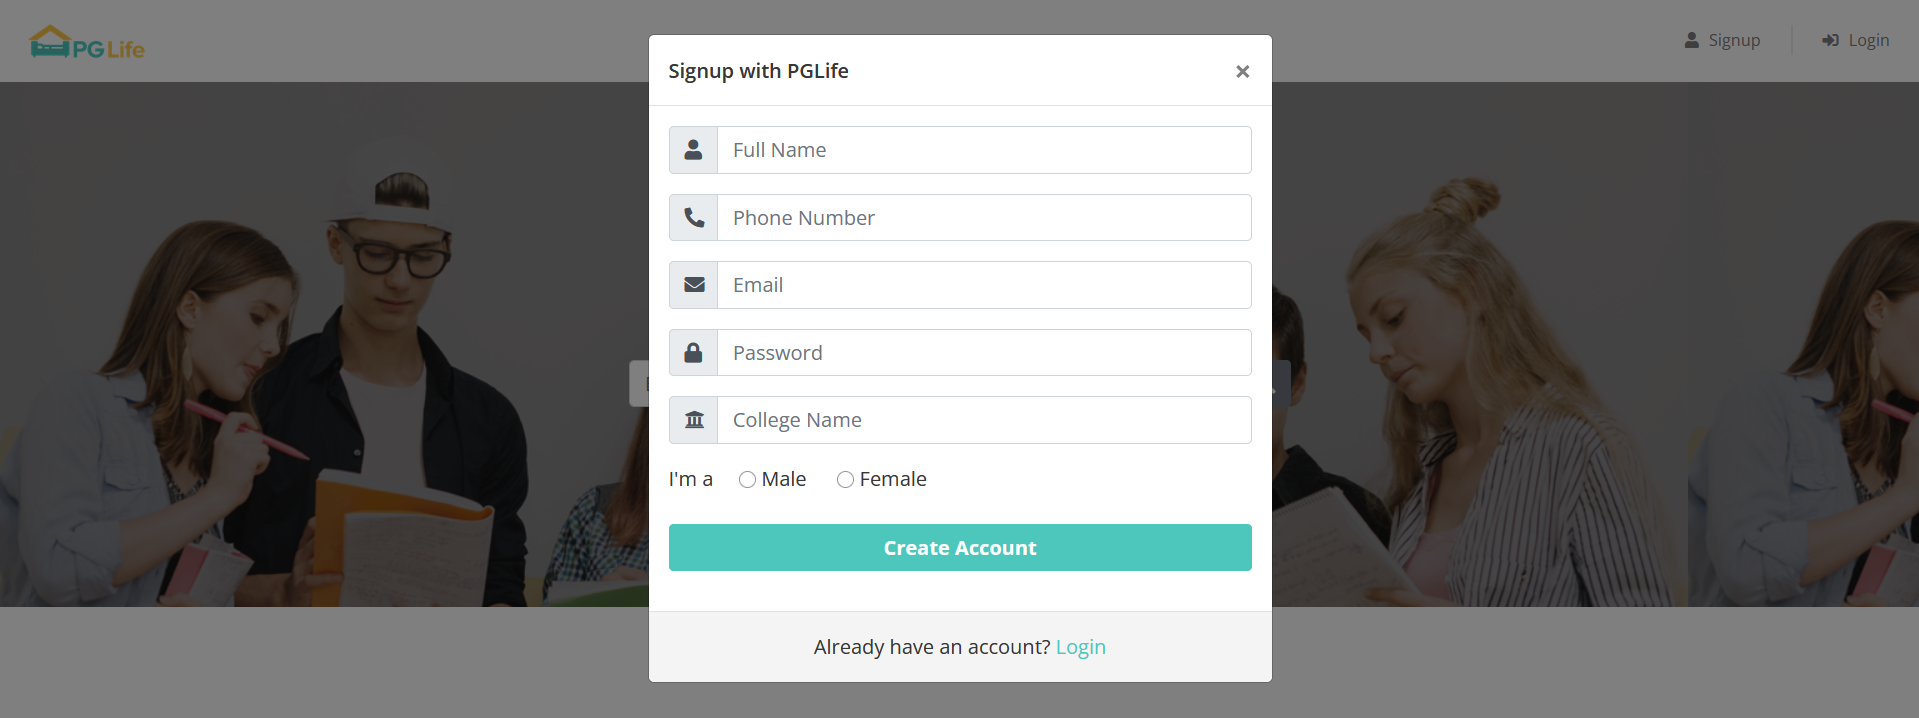 PG Life
Signup
Login
Signup with PGLife
×
Full Name
Phone Number
Email
Password
College Name
I'm a Male Female
Create Account
Already have an account? Login